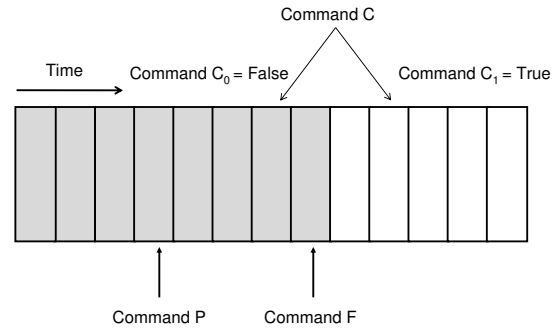 Command C
Time
Command C₀ = False
Command C₁ = True
Command P
Command F